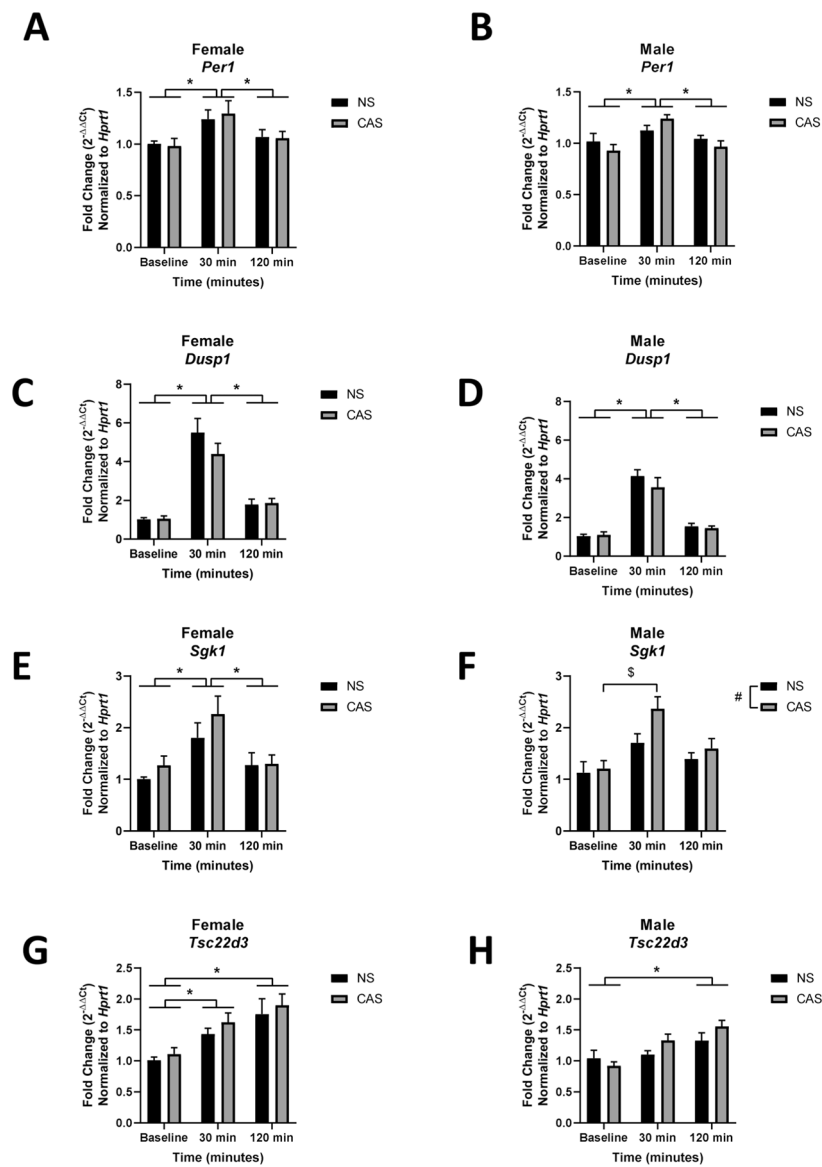 A
Female
Per1
* *
Fold Change (2-ΔΔCt)
Normalized to Hprt1
1.5
1.0
0.5
0.0
Baseline 30 min 120 min
Time (minutes)
NS
CAS
B
Male
Per1
* *
Fold Change (2-ΔΔCt)
Normalized to Hprt1
1.5
1.0
0.5
0.0
Baseline 30 min 120 min
Time (minutes)
NS
CAS
C
Female
Dusp1
* *
Fold Change (2-ΔΔCt)
Normalized to Hprt1
8
6
4
2
0
Baseline 30 min 120 min
Time (minutes)
NS
CAS
D
Male
Dusp1
* *
Fold Change (2-ΔΔCt)
Normalized to Hprt1
8
6
4
2
0
Baseline 30 min 120 min
Time (minutes)
NS
CAS
E
Female
Sgk1
* *
Fold Change (2-ΔΔCt)
Normalized to Hprt1
3
2
1
0
Baseline 30 min 120 min
Time (minutes)
NS
CAS
F
Male
Sgk1
$
Fold Change (2-ΔΔCt)
Normalized to Hprt1
3
2
1
0
Baseline 30 min 120 min
Time (minutes)
#
NS
CAS
G
Female
Tsc22d3
*
*
Fold Change (2-ΔΔCt)
Normalized to Hprt1
2.5
2.0
1.5
1.0
0.5
0.0
Baseline 30 min 120 min
Time (minutes)
NS
CAS
H
Male
Tsc22d3
*
Fold Change (2-ΔΔCt)
Normalized to Hprt1
2.5
2.0
1.5
1.0
0.5
0.0
Baseline 30 min 120 min
Time (minutes)
NS
CAS